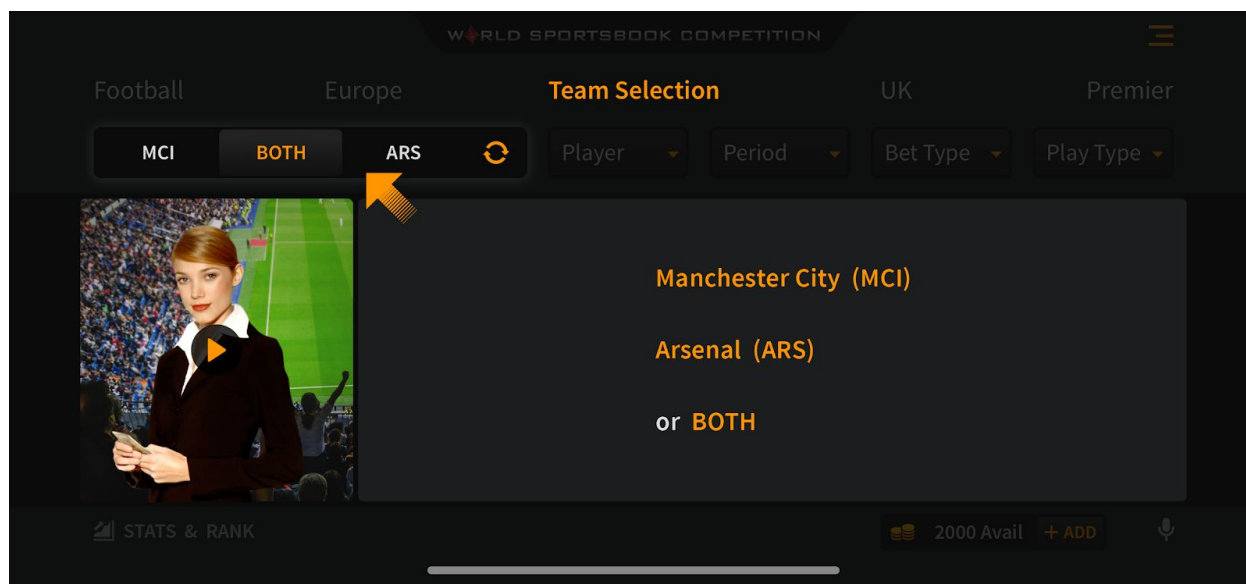 WORLD SPORTSBOOK COMPETITION
Football Europe Team Selection UK Premier
MCI BOTH ARS Player Period Bet Type Play Type
Manchester City (MCI)
Arsenal (ARS)
or BOTH
STATS & RANK 2000 Avail + ADD